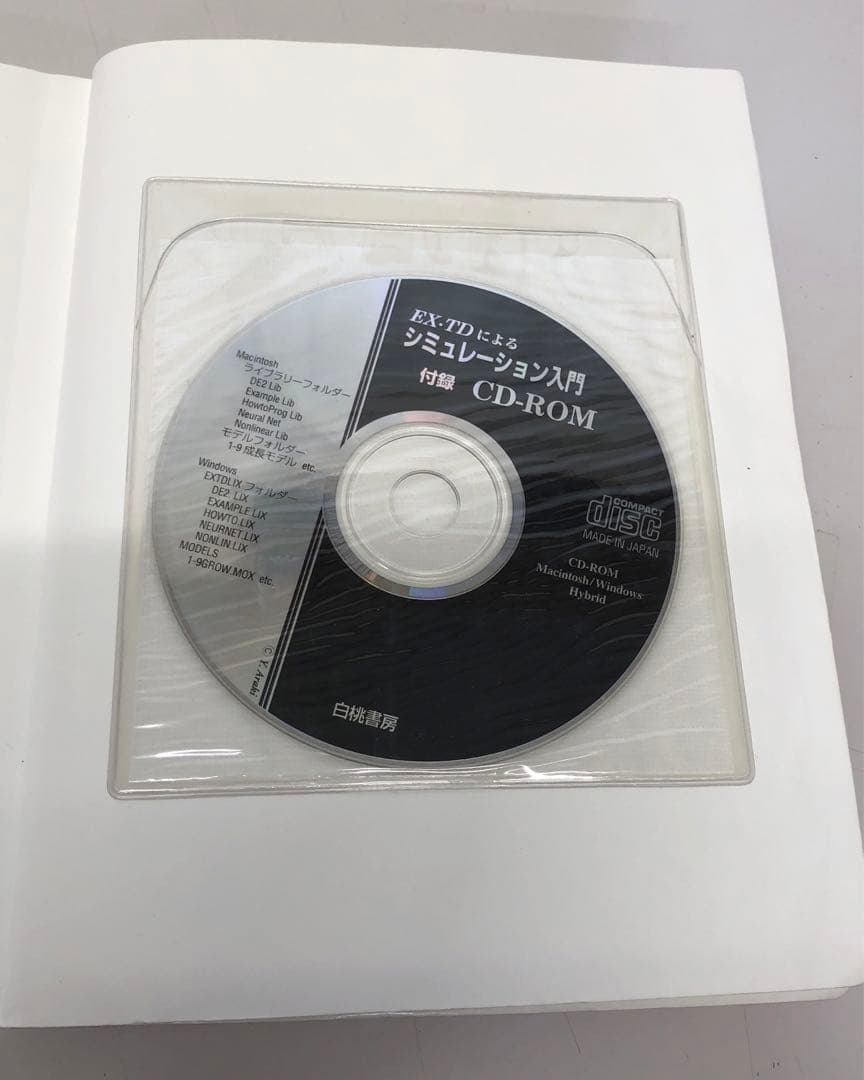 EX・TDによる
シミュレーション入門
付録 CD-ROM
Macintosh
ライブラリーフォルダー
DE2 Lib
Example Lib
HowtoProg Lib
Neural Net
Nonlinear Lib
モデルフォルダー
1-9 成長モデル etc.
Windows
EXTDLIX フォルダー
DE2 LiX
EXAMPLE.LiX
HOWTO.LiX
NEURNET.LiX
NONLIN.LiX
MODELS
1-9GROW.MOX etc.
COMPACT
disc
MADE IN JAPAN
CD-ROM
Macintosh/Windows
Hybrid
© Y. Araki
白桃書房